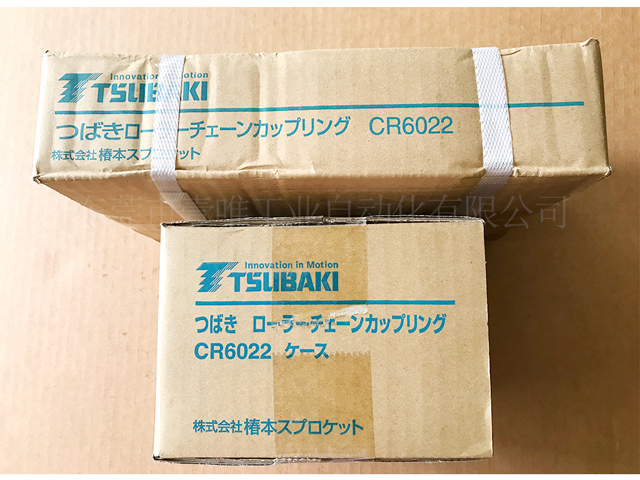 Innovation in Motion
TSUBAKI
つばきローラーチェーンカップリング CR6022
株式会社 椿本スプロケット
工业自动化有限公司
Innovation in Motion
TSUBAKI
つばき ローラーチェーンカップリング
CR6022 ケース
株式会社 椿本スプロケット